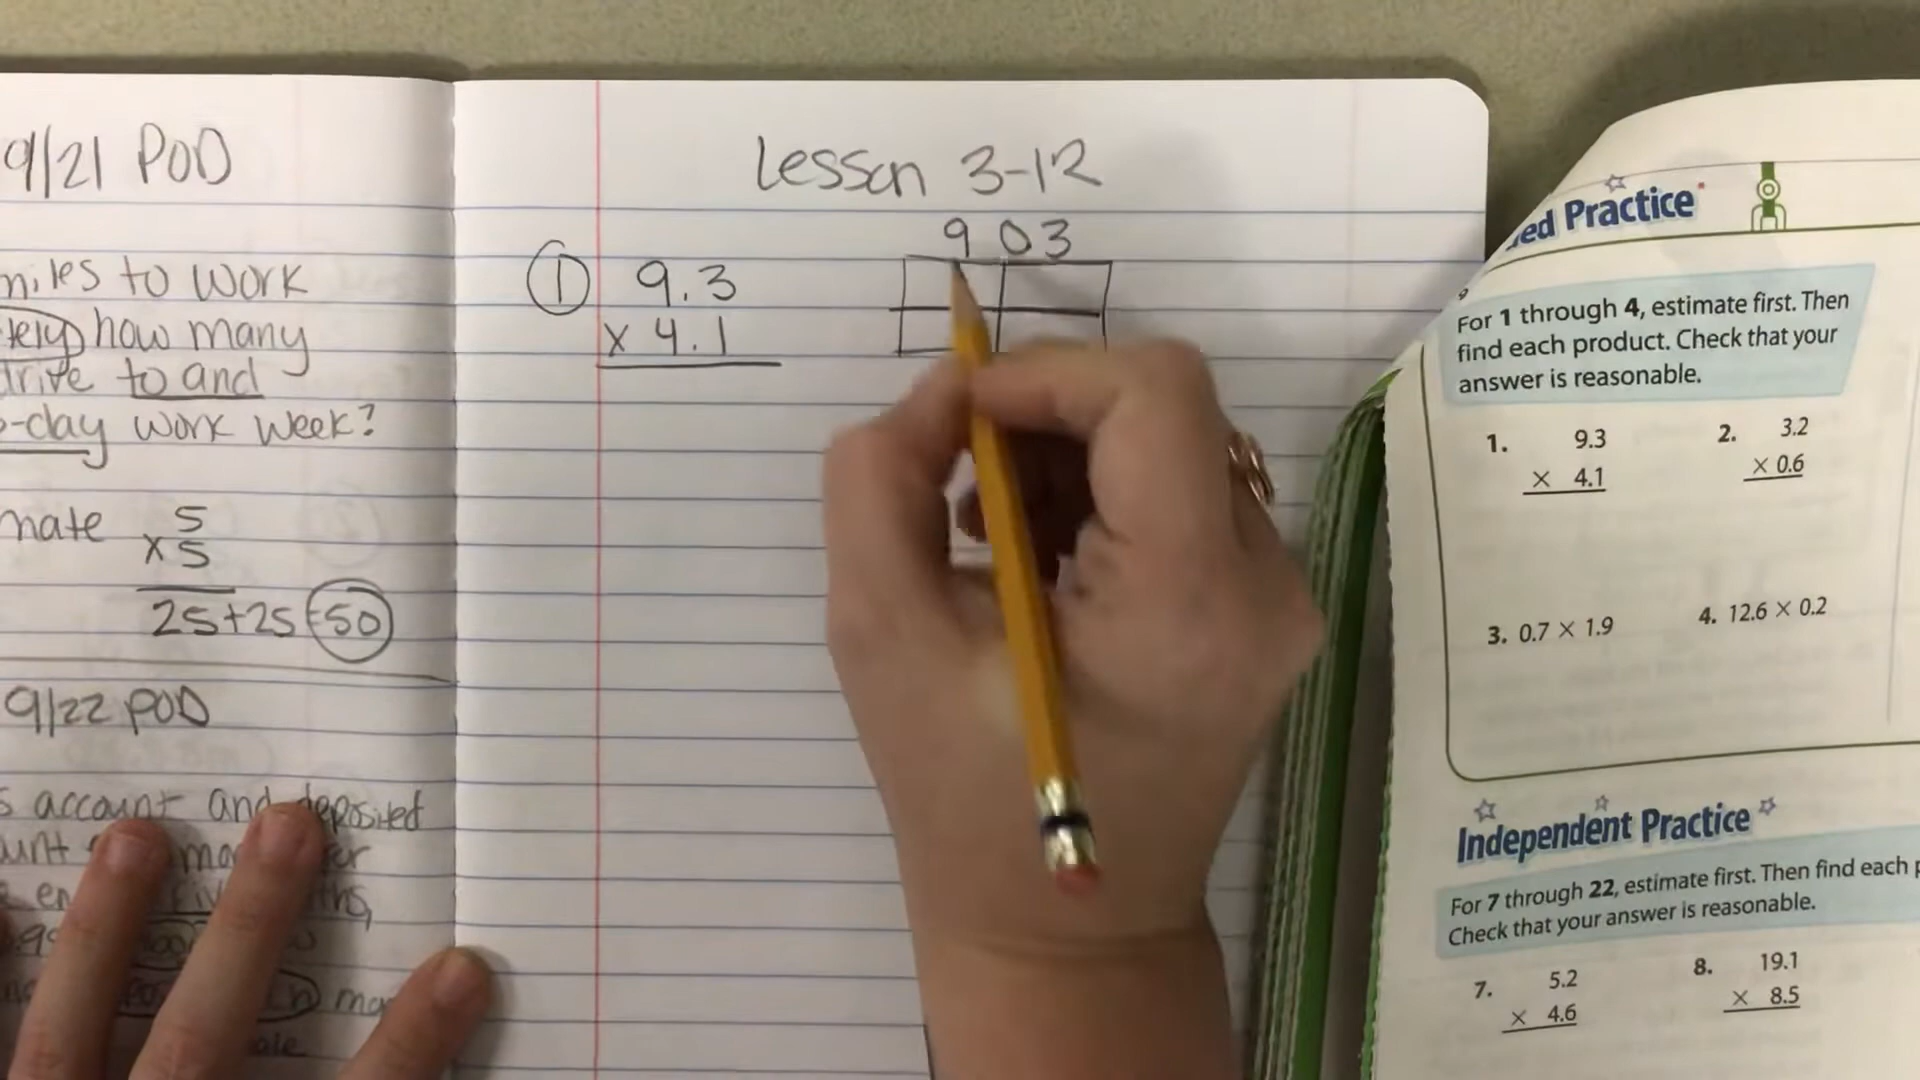 9/21 POD
miles to work
how many
drive to and
-day work week?
5
x 5
25+25 50
9/22 POD
account and deposited
Lesson 3-12
① 9.3
x 4.1
9 03
Practice
For 1 through 4, estimate first. Then
find each product. Check that your
answer is reasonable.
1. 9.3
× 4.1
2. 3.2
× 0.6
3. 0.7 × 1.9
4. 12.6 × 0.2
Independent Practice
For 7 through 22, estimate first. Then find each
Check that your answer is reasonable.
7. 5.2
× 4.6
8. 19.1
× 8.5